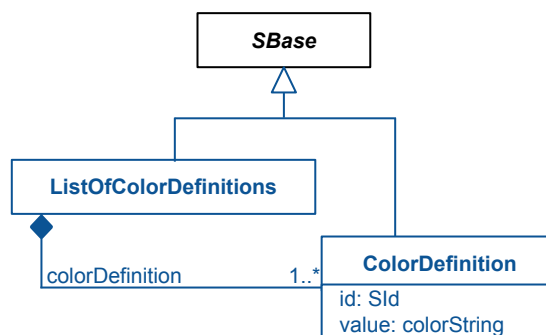 SBase
ListOfColorDefinitions
colorDefinition
1..*
ColorDefinition
id: SId
value: colorString